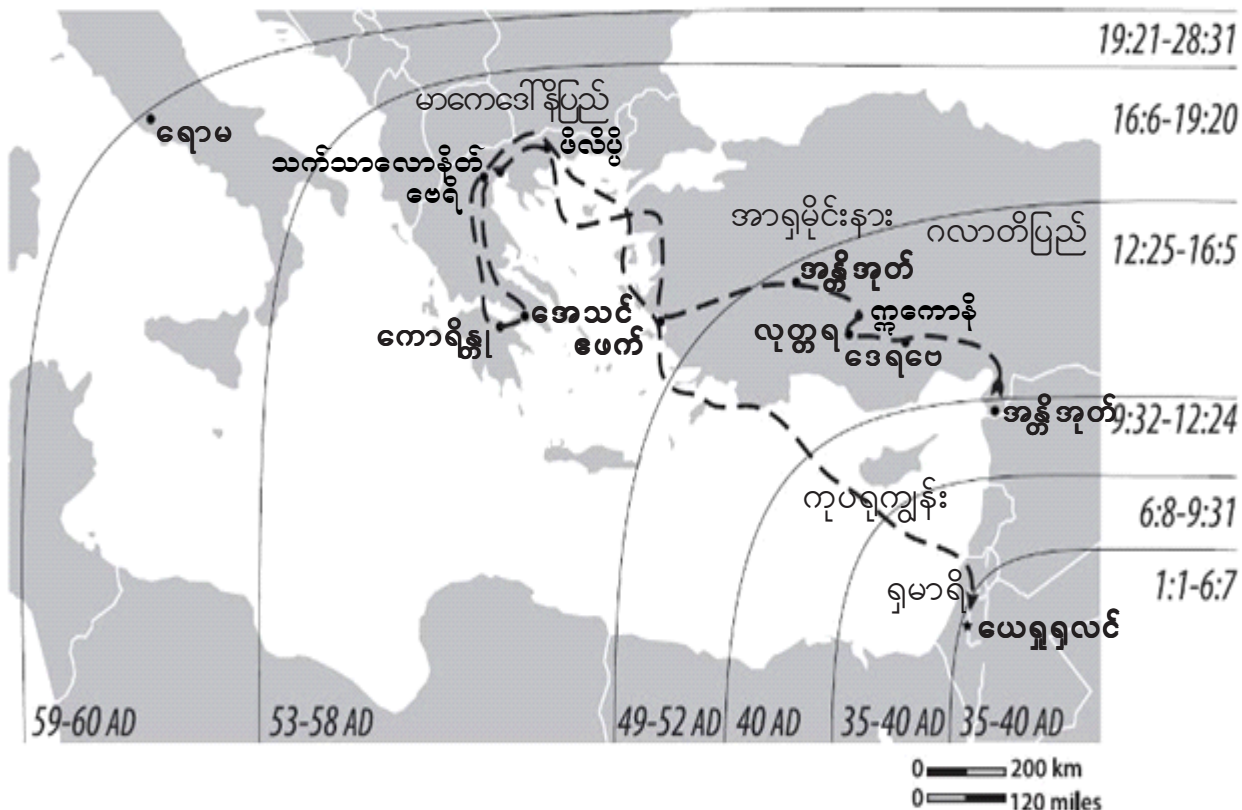 19:21-28:31
မာကေဒေါ်နိပြည်
16:6-19:20
ရောမ
ဖိလိပ္ပိ
သက်သာလောနိတ်
ဗေရိ
အာရှမိုင်းနား
ဂလာတိပြည်
12:25-16:5
အန္တိအုတ်
ဣကောနိ
အေသင်
ကောရိန္တု
ဧဖက်
လုတ္တရ
ဒေရဗေ
အန္တိအုတ်
9:32-12:24
ကုပရုကျွန်း
6:8-9:31
ရှမာရိ
1:1-6:7
ယေရှုရှလင်
59-60 AD
53-58 AD
49-52 AD
40 AD
35-40 AD
35-40 AD
0 200 km
0 120 miles